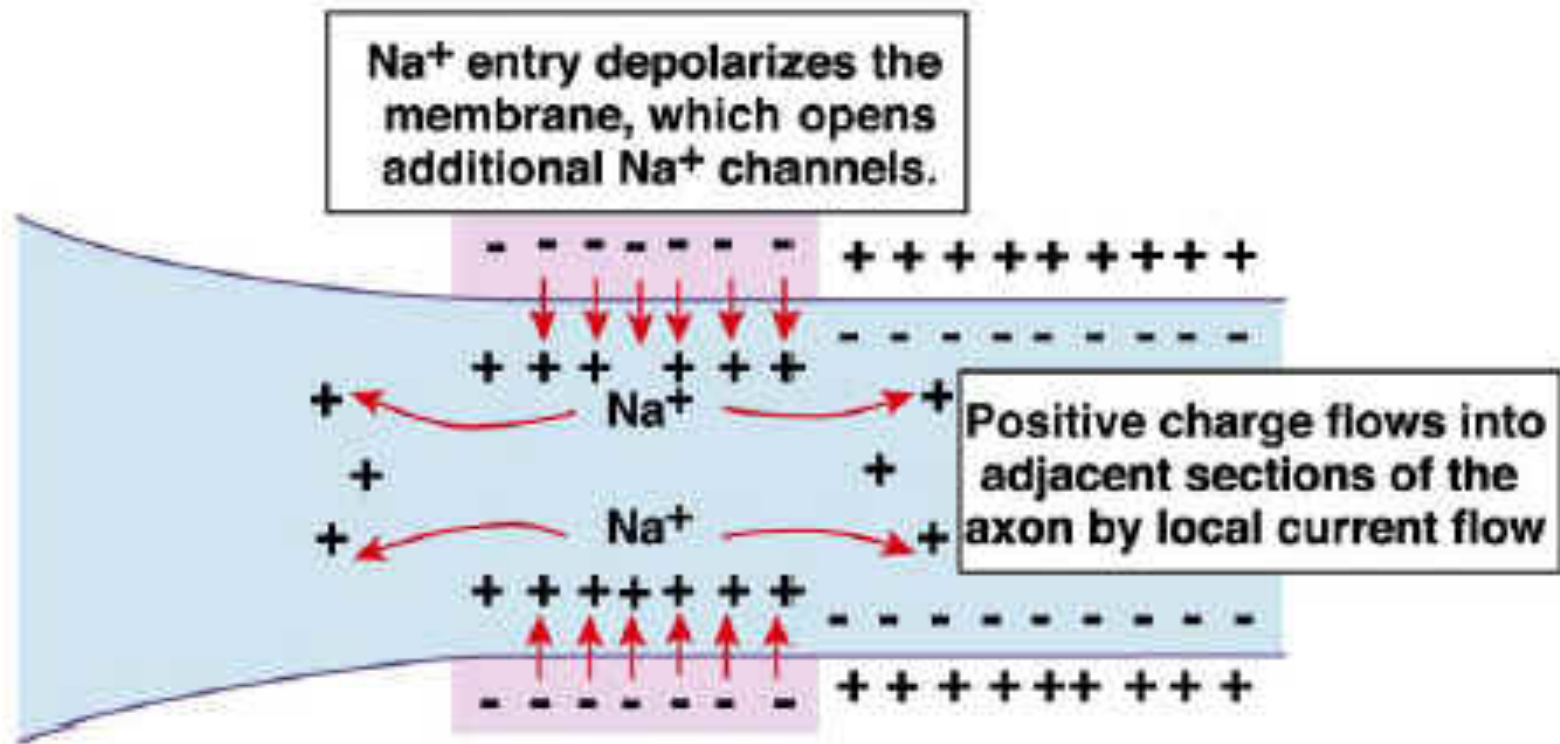 Na+ entry depolarizes the
membrane, which opens
additional Na+ channels.
- - - - - - -
+ + + + + + + + +
- - - - - - - - -
+ + + + + +
+ Na+ +
Positive charge flows into
+ +
adjacent sections of the
+ Na+ +
axon by local current flow
+ + + + + + +
- - - - - - - - -
- - - - - - -
+ + + + + + + + +